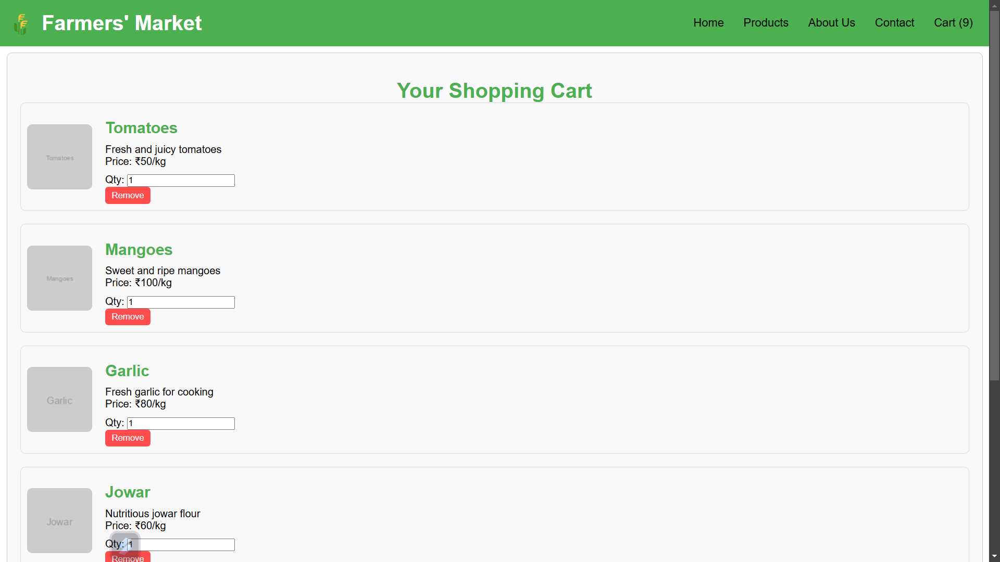 Farmers' Market
Home Products About Us Contact Cart (9)
Your Shopping Cart
Tomatoes
Tomatoes
Fresh and juicy tomatoes
Price: ₹50/kg
Qty: 1
Remove
Mangoes
Mangoes
Sweet and ripe mangoes
Price: ₹100/kg
Qty: 1
Remove
Garlic
Garlic
Fresh garlic for cooking
Price: ₹80/kg
Qty: 1
Remove
Jowar
Jowar
Nutritious jowar flour
Price: ₹60/kg
Qty: 1
Remove